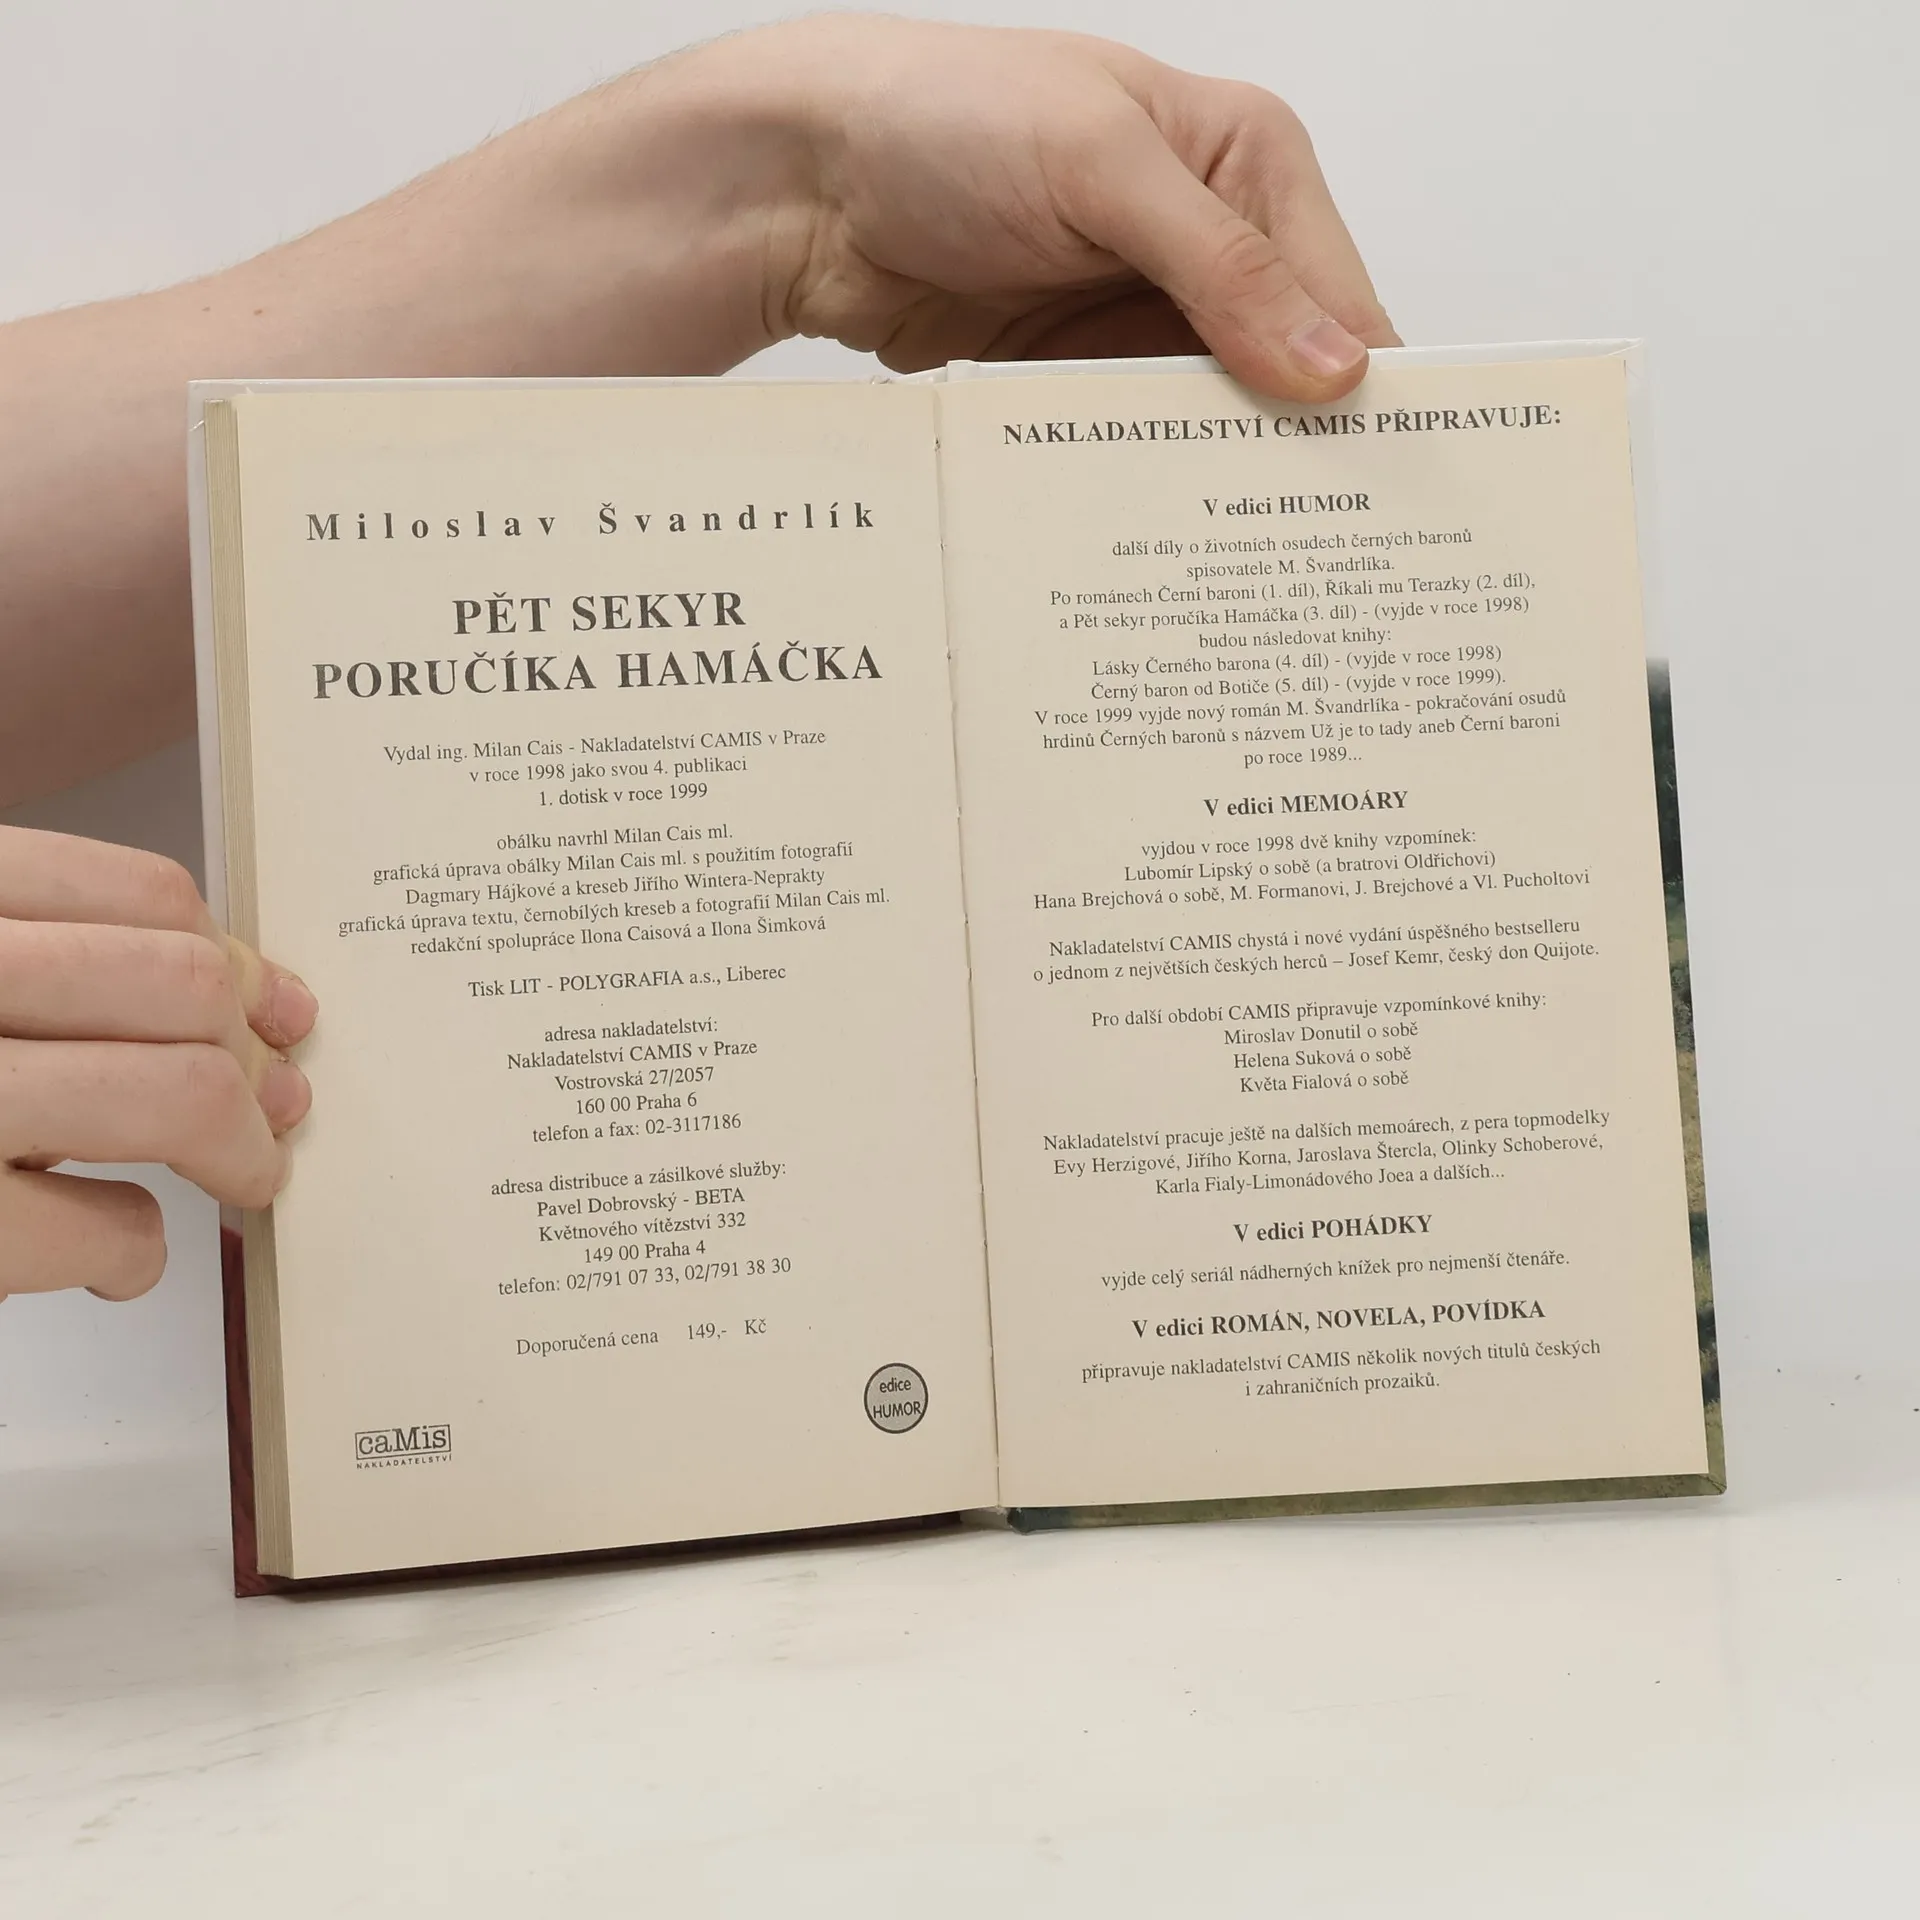 Miloslav Švandrlík
PĚT SEKYR
PORUČÍKA HAMÁČKA
Vydal ing. Milan Cais - Nakladatelství CAMIS v Praze
v roce 1998 jako svou 4. publikaci
1. dotisk v roce 1999
obálku navrhl Milan Cais ml.
grafická úprava obálky Milan Cais ml. s použitím fotografií
Dagmary Hájkové a kreseb Jiřího Wintera-Neprakty
grafická úprava textu, černobílých kreseb a fotografií Milan Cais ml.
redakční spolupráce Ilona Caisová a Ilona Šimková
Tisk LIT - POLYGRAFIA a.s., Liberec
adresa nakladatelství:
Nakladatelství CAMIS v Praze
Vostrovská 27/2057
160 00 Praha 6
telefon a fax: 02-3117186
adresa distribuce a zásilkové služby:
Pavel Dobrovský - BETA
Květnového vítězství 332
149 00 Praha 4
telefon: 02/791 07 33, 02/791 38 30
Doporučená cena 149,- Kč
edice
HUMOR
caMis
NAKLADATELSTVÍ
NAKLADATELSTVÍ CAMIS PŘIPRAVUJE:
V edici HUMOR
další díly o životních osudech černých baronů
spisovatele M. Švandrlíka.
Po románech Černí baroni (1. díl), Říkali mu Terazky (2. díl),
a Pět sekyr poručíka Hamáčka (3. díl) - (vyjde v roce 1998)
budou následovat knihy:
Lásky Černého barona (4. díl) - (vyjde v roce 1998)
Černý baron od Botiče (5. díl) - (vyjde v roce 1999).
V roce 1999 vyjde nový román M. Švandrlíka - pokračování osudů
hrdinů Černých baronů s názvem Už je to tady aneb Černí baroni
po roce 1989...
V edici MEMOÁRY
vyjdou v roce 1998 dvě knihy vzpomínek:
Lubomír Lipský o sobě (a bratrovi Oldřichovi)
Hana Brejchová o sobě, M. Formanovi, J. Brejchové a Vl. Pucholtovi
Nakladatelství CAMIS chystá i nové vydání úspěšného bestselleru
o jednom z největších českých herců – Josef Kemr, český don Quijote.
Pro další období CAMIS připravuje vzpomínkové knihy:
Miroslav Donutil o sobě
Helena Suková o sobě
Květa Fialová o sobě
Nakladatelství pracuje ještě na dalších memoárech, z pera topmodelky
Evy Herzigové, Jiřího Korna, Jaroslava Štercla, Olinky Schoberové,
Karla Fialy-Limonádového Joea a dalších...
V edici POHÁDKY
vyjde celý seriál nádherných knížek pro nejmenší čtenáře.
V edici ROMÁN, NOVELA, POVÍDKA
připravuje nakladatelství CAMIS několik nových titulů českých
i zahraničních prozaiků.